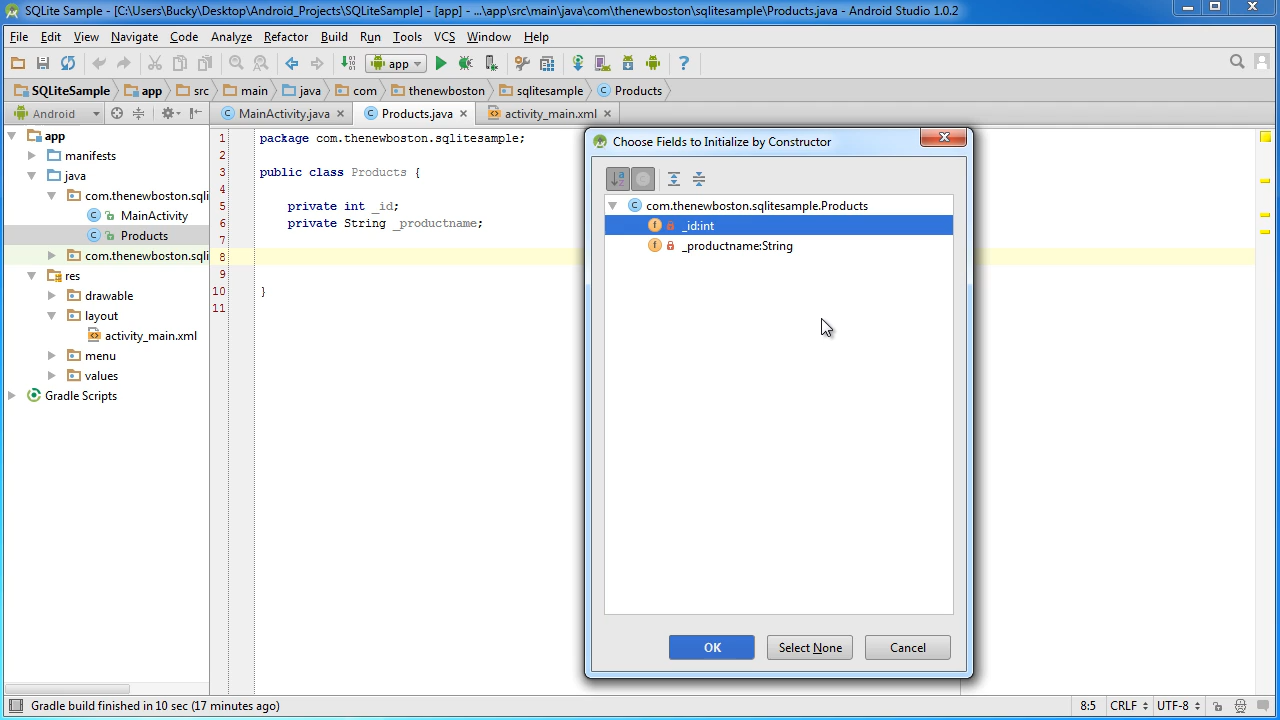 SQLite Sample - [C:\Users\Bucky\Desktop\Android_Projects\SQLiteSample] - [app] - ...\app\src\main\java\com\thenewboston\sqlitesample\Products.java - Android Studio 1.0.2
File Edit View Navigate Code Analyze Refactor Build Run Tools VCS Window Help
app
SQLiteSample app src main java com thenewboston sqlitesample Products
Android
MainActivity.java Products.java activity_main.xml
app
manifests
java
com.thenewboston.sqli
MainActivity
Products
com.thenewboston.sqli
res
drawable
layout
activity_main.xml
menu
values
Gradle Scripts
1 package com.thenewboston.sqlitesample;
2
3 public class Products {
4
5 private int _id;
6 private String _productname;
7
8
9
10 }
11
Choose Fields to Initialize by Constructor
com.thenewboston.sqlitesample.Products
_id:int
_productname:String
OK Select None Cancel
Gradle build finished in 10 sec (17 minutes ago) 8:5 CRLF UTF-8